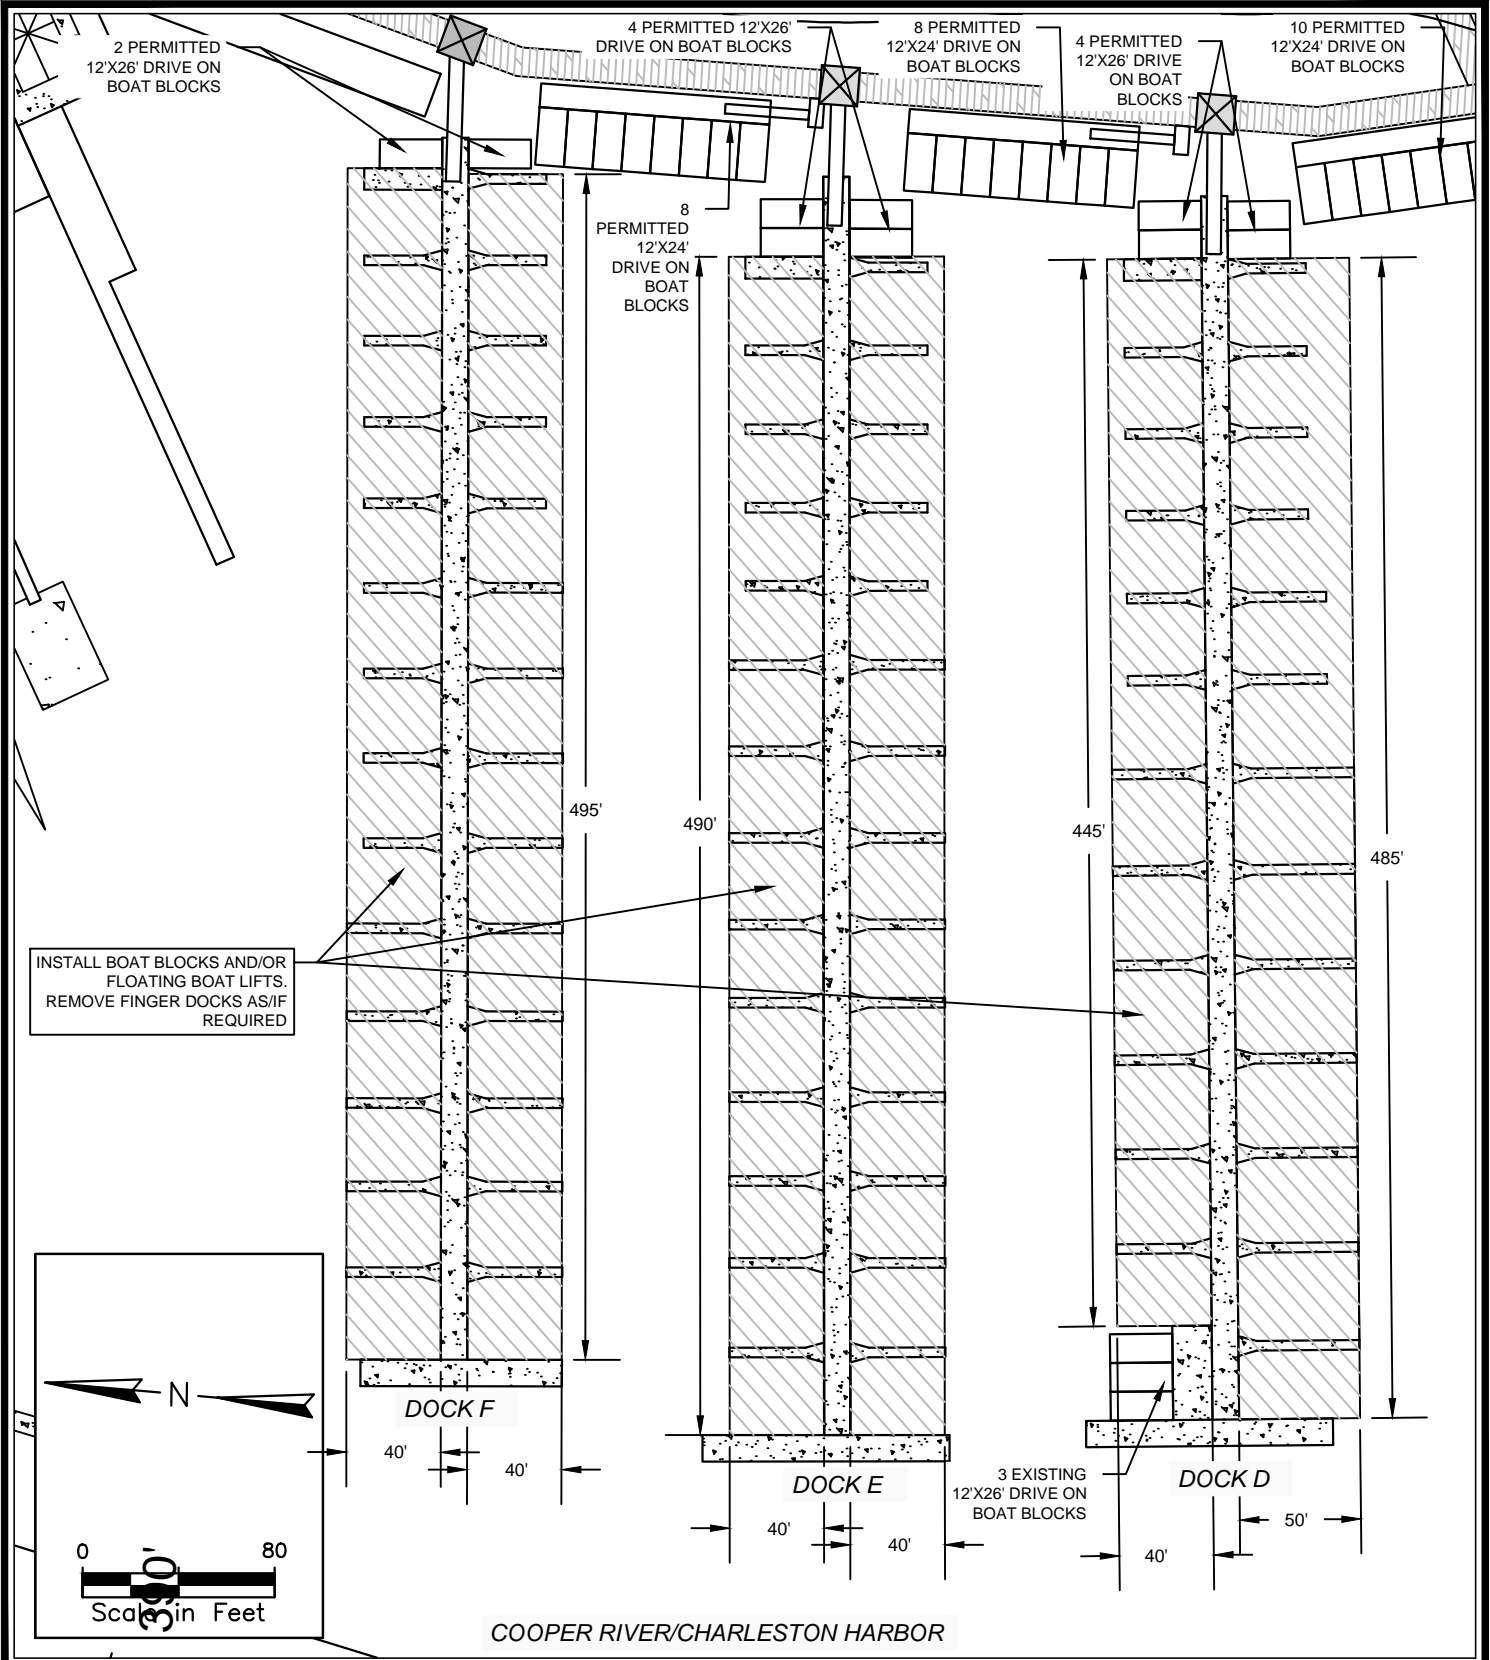 2 PERMITTED
12'X26' DRIVE ON
BOAT BLOCKS
4 PERMITTED 12'X26'
DRIVE ON BOAT BLOCKS
8 PERMITTED
12'X24' DRIVE ON
BOAT BLOCKS
4 PERMITTED
12'X26' DRIVE
ON BOAT
BLOCKS
10 PERMITTED
12'X24' DRIVE ON
BOAT BLOCKS
8
PERMITTED
12'X24'
DRIVE ON
BOAT
BLOCKS
495'
490'
445'
485'
INSTALL BOAT BLOCKS AND/OR
FLOATING BOAT LIFTS.
REMOVE FINGER DOCKS AS/IF
REQUIRED
DOCK F
40'
40'
DOCK E
40'
40'
3 EXISTING
12'X26' DRIVE ON
BOAT BLOCKS
DOCK D
50'
40'
N
0 80
390'
Scale in Feet
COOPER RIVER/CHARLESTON HARBOR